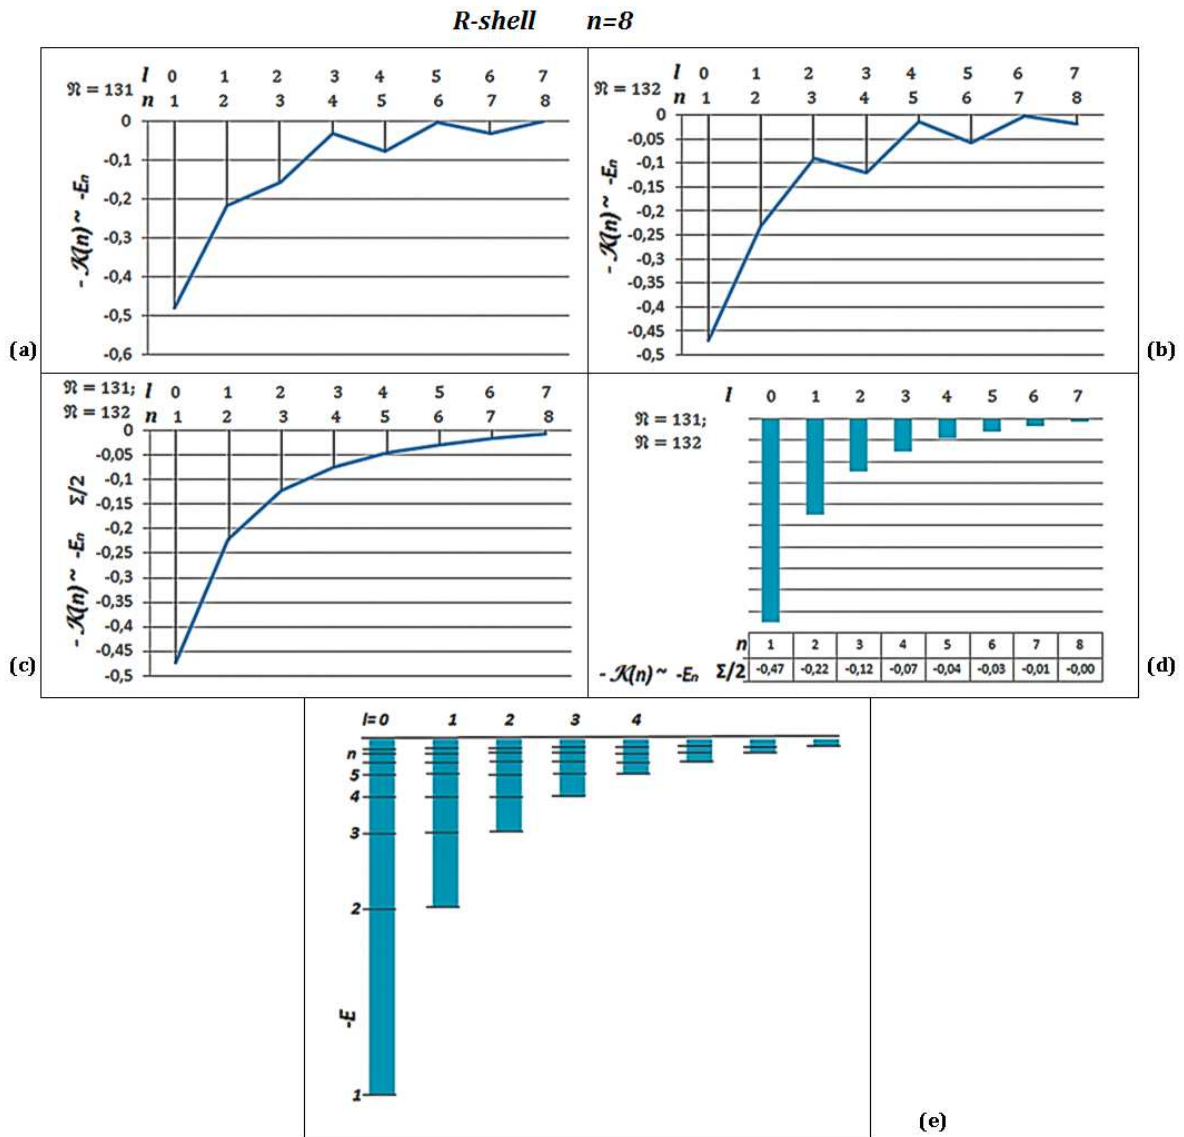 R-shell n=8
l 0 1 2 3 4 5 6 7
𝔑 = 131
n 1 2 3 4 5 6 7 8
0
-0,1
-0,2
-0,3
-0,4
-0,5
-0,6
- 𝒦(n) ~ -Eₙ
(a)
l 0 1 2 3 4 5 6 7
𝔑 = 132
n 1 2 3 4 5 6 7 8
0
-0,05
-0,1
-0,15
-0,2
-0,25
-0,3
-0,35
-0,4
-0,45
-0,5
- 𝒦(n) ~ -Eₙ
(b)
𝔑 = 131; l 0 1 2 3 4 5 6 7
𝔑 = 132 n 1 2 3 4 5 6 7 8
0
-0,05
-0,1
-0,15
-0,2
-0,25
-0,3
-0,35
-0,4
-0,45
-0,5
- 𝒦(n) ~ -Eₙ Σ/2
(c)
l 0 1 2 3 4 5 6 7
𝔑 = 131;
𝔑 = 132
n 1 2 3 4 5 6 7 8
- 𝒦(n) ~ -Eₙ Σ/2 -0,47 -0,22 -0,12 -0,07 -0,04 -0,03 -0,01 -0,00
(d)
l= 0 1 2 3 4
n
5
4
3
2
-E
1
(e)